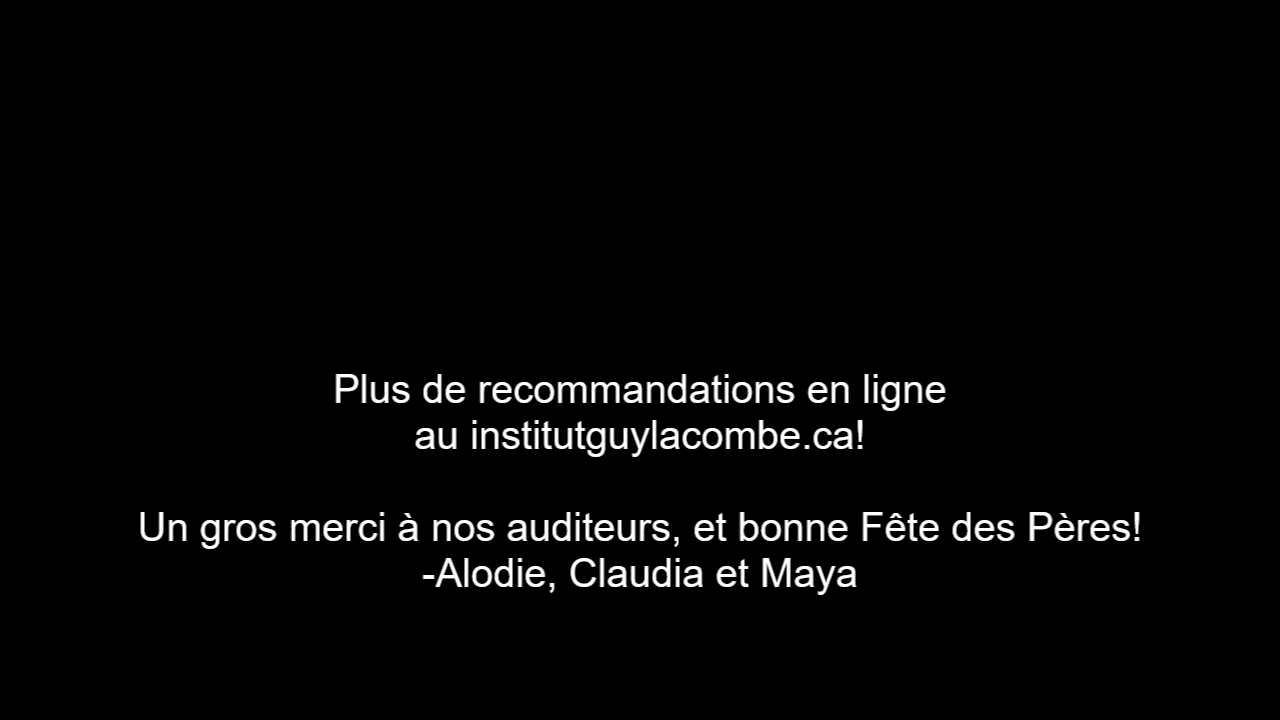 Plus de recommandations en ligne
au institutguylacombe.ca!
Un gros merci à nos auditeurs, et bonne Fête des Pères!
-Alodie, Claudia et Maya